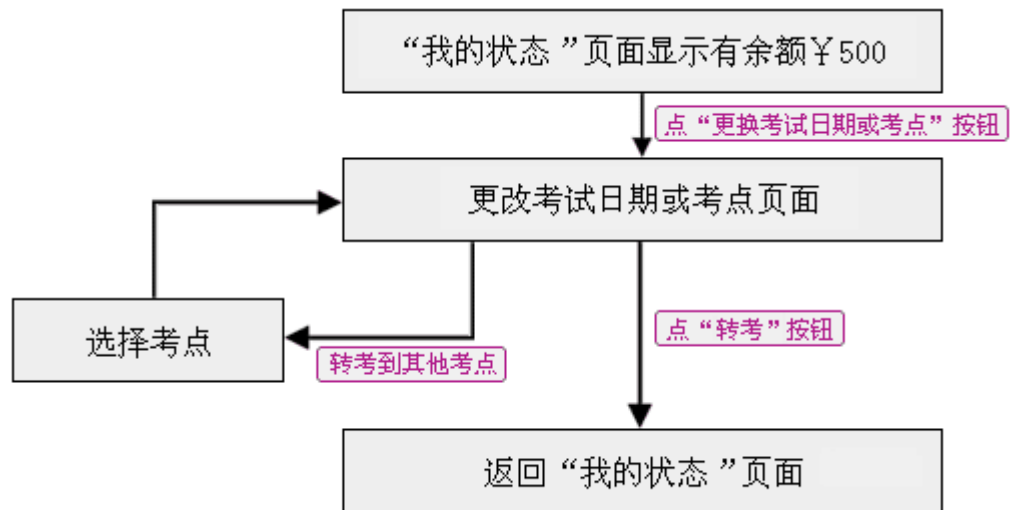 “我的状态 ”页面显示有余额￥500
点“更换考试日期或考点”按钮
更改考试日期或考点页面
选择考点
点“转考”按钮
转考到其他考点
返回“我的状态 ”页面